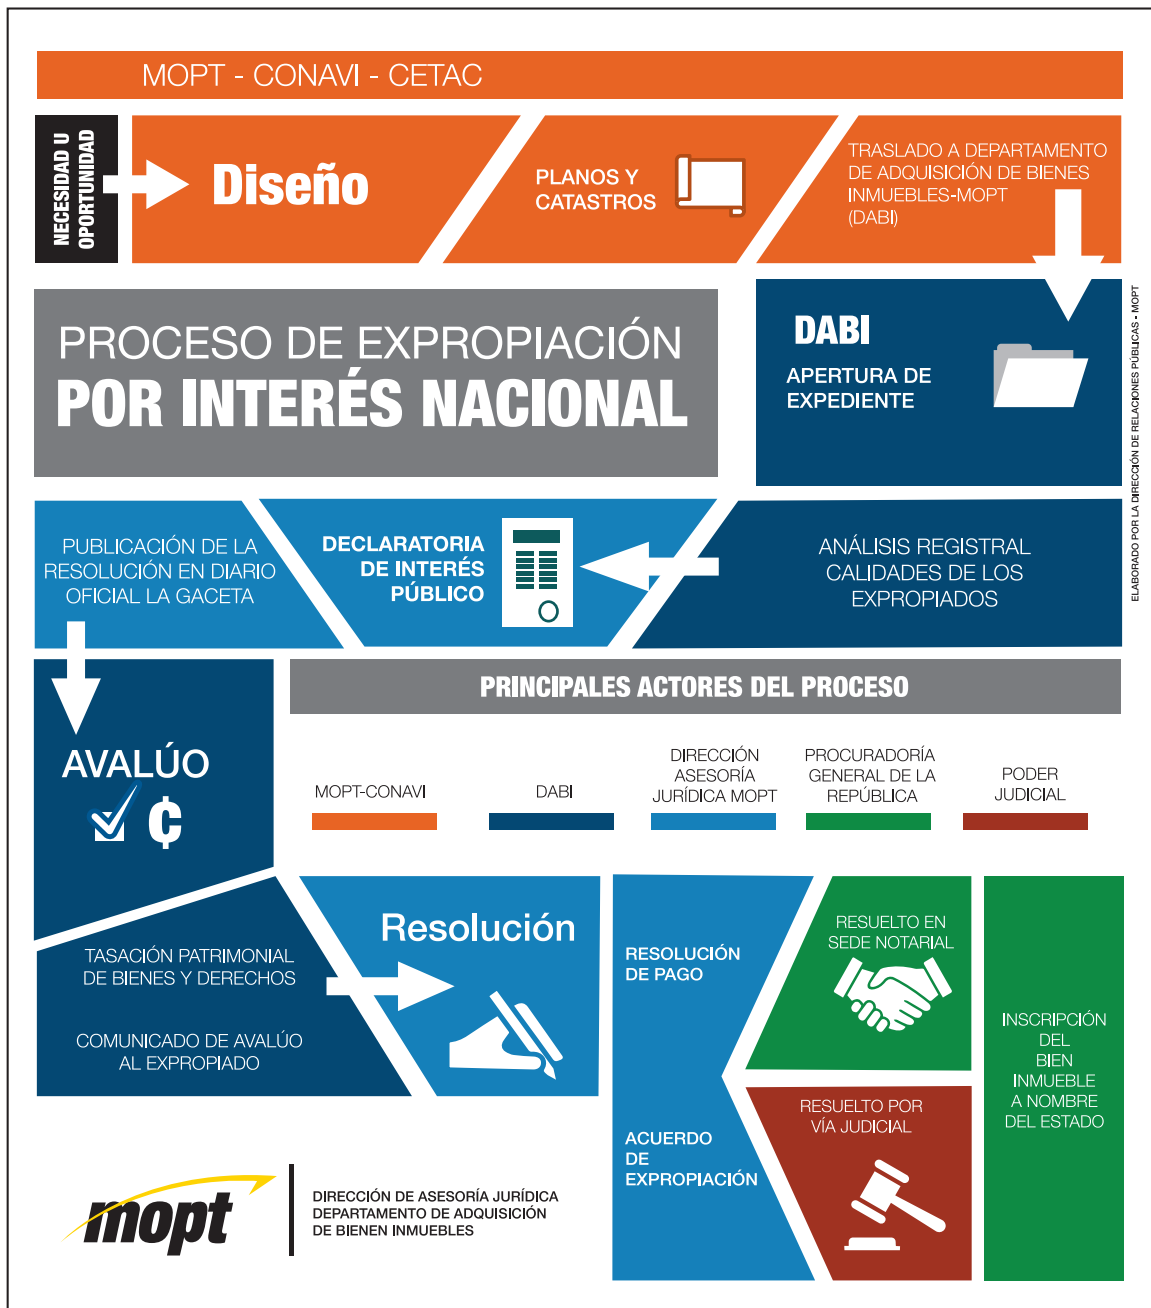 MOPT - CONAVI - CETAC
NECESIDAD U
OPORTUNIDAD
Diseño
PLANOS Y
CATASTROS
TRASLADO A DEPARTAMENTO
DE ADQUISICIÓN DE BIENES
INMUEBLES-MOPT
(DABI)
PROCESO DE EXPROPIACIÓN
POR INTERÉS NACIONAL
DABI
APERTURA DE
EXPEDIENTE
ELABORADO POR LA DIRECCIÓN DE RELACIONES PÚBLICAS - MOPT
PUBLICACIÓN DE LA
RESOLUCIÓN EN DIARIO
OFICIAL LA GACETA
DECLARATORIA
DE INTERÉS
PÚBLICO
ANÁLISIS REGISTRAL
CALIDADES DE LOS
EXPROPIADOS
AVALÚO
₵
PRINCIPALES ACTORES DEL PROCESO
MOPT-CONAVI
DABI
DIRECCIÓN
ASESORÍA
JURÍDICA MOPT
PROCURADORÍA
GENERAL DE LA
REPÚBLICA
PODER
JUDICIAL
TASACIÓN PATRIMONIAL
DE BIENES Y DERECHOS
COMUNICADO DE AVALÚO
AL EXPROPIADO
Resolución
RESOLUCIÓN
DE PAGO
ACUERDO
DE
EXPROPIACIÓN
RESUELTO EN
SEDE NOTARIAL
RESUELTO POR
VÍA JUDICIAL
INSCRIPCIÓN
DEL
BIEN
INMUEBLE
A NOMBRE
DEL ESTADO
mopt
DIRECCIÓN DE ASESORÍA JURÍDICA
DEPARTAMENTO DE ADQUISICIÓN
DE BIENEN INMUEBLES